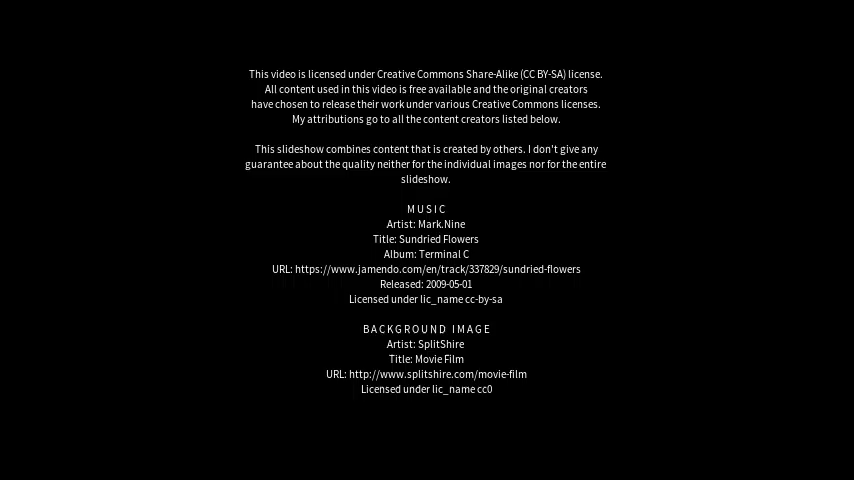 This video is licensed under Creative Commons Share-Alike (CC BY-SA) license.
All content used in this video is free available and the original creators
have chosen to release their work under various Creative Commons licenses.
My attributions go to all the content creators listed below.
This slideshow combines content that is created by others. I don't give any
guarantee about the quality neither for the individual images nor for the entire
slideshow.
MUSIC
Artist: Mark.Nine
Title: Sundried Flowers
Album: Terminal C
URL: https://www.jamendo.com/en/track/337829/sundried-flowers
Released: 2009-05-01
Licensed under lic_name cc-by-sa
BACKGROUND IMAGE
Artist: SplitShire
Title: Movie Film
URL: http://www.splitshire.com/movie-film
Licensed under lic_name cc0